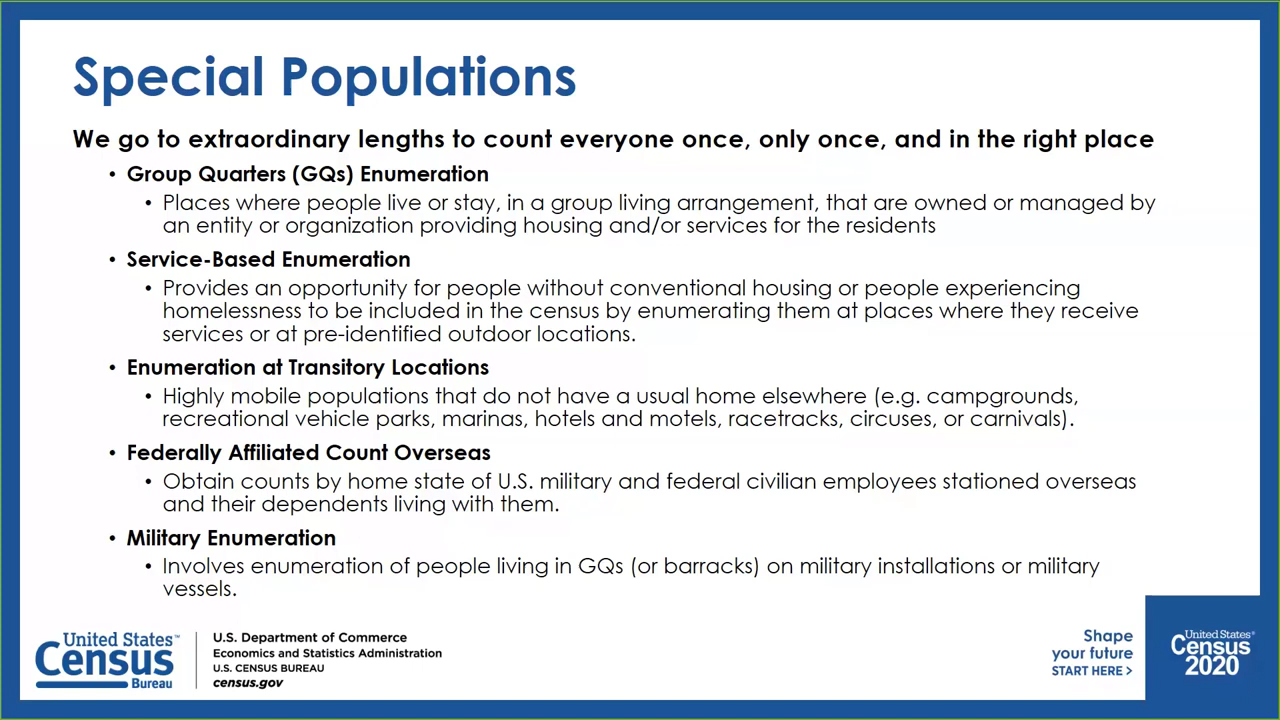 Special Populations
We go to extraordinary lengths to count everyone once, only once, and in the right place
• Group Quarters (GQs) Enumeration
• Places where people live or stay, in a group living arrangement, that are owned or managed by
an entity or organization providing housing and/or services for the residents
• Service-Based Enumeration
• Provides an opportunity for people without conventional housing or people experiencing
homelessness to be included in the census by enumerating them at places where they receive
services or at pre-identified outdoor locations.
• Enumeration at Transitory Locations
• Highly mobile populations that do not have a usual home elsewhere (e.g. campgrounds,
recreational vehicle parks, marinas, hotels and motels, racetracks, circuses, or carnivals).
• Federally Affiliated Count Overseas
• Obtain counts by home state of U.S. military and federal civilian employees stationed overseas
and their dependents living with them.
• Military Enumeration
• Involves enumeration of people living in GQs (or barracks) on military installations or military
vessels.
United States™
Census
Bureau
U.S. Department of Commerce
Economics and Statistics Administration
U.S. CENSUS BUREAU
census.gov
Shape
your future
START HERE >
United States®
Census
2020